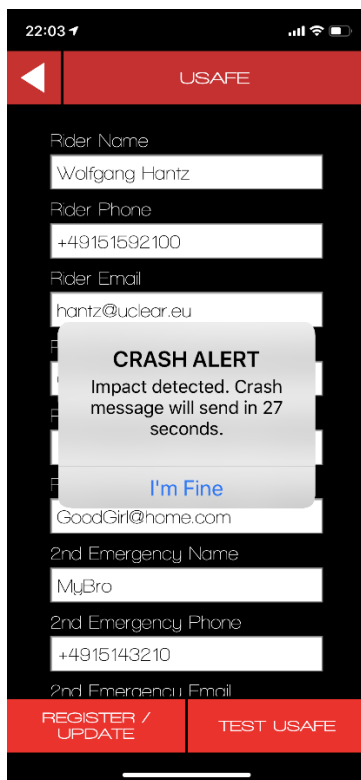 22:03
USAFE
Rider Name
Wolfgang Hantz
Rider Phone
+49151592100
Rider Email
hantz@uclear.eu
CRASH ALERT
Impact detected. Crash
message will send in 27
seconds.
I'm Fine
GoodGirl@home.com
2nd Emergency Name
MyBro
2nd Emergency Phone
+4915143210
2nd Emergency Email
REGISTER /
UPDATE
TEST USAFE